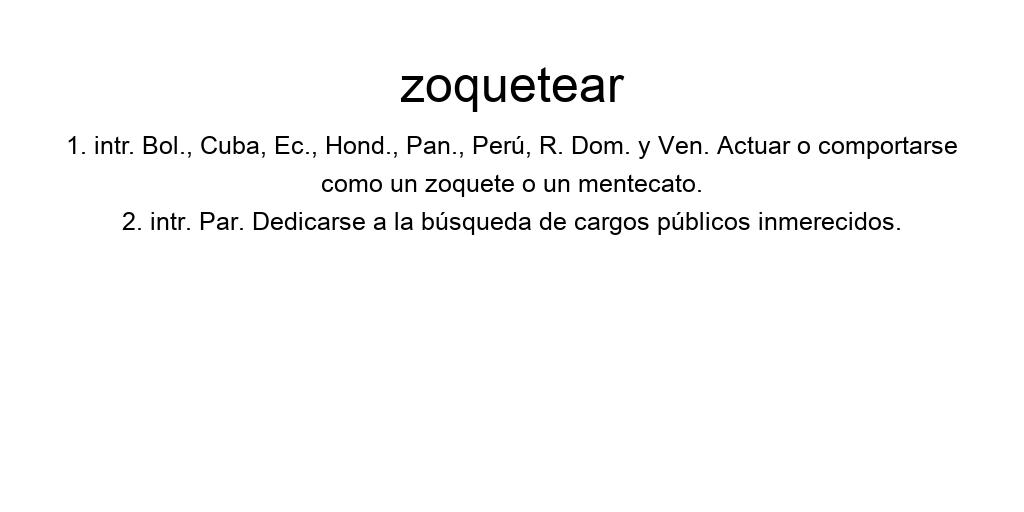 zoquetear
1. intr. Bol., Cuba, Ec., Hond., Pan., Perú, R. Dom. y Ven. Actuar o comportarse
como un zoquete o un mentecato.
2. intr. Par. Dedicarse a la búsqueda de cargos públicos inmerecidos.